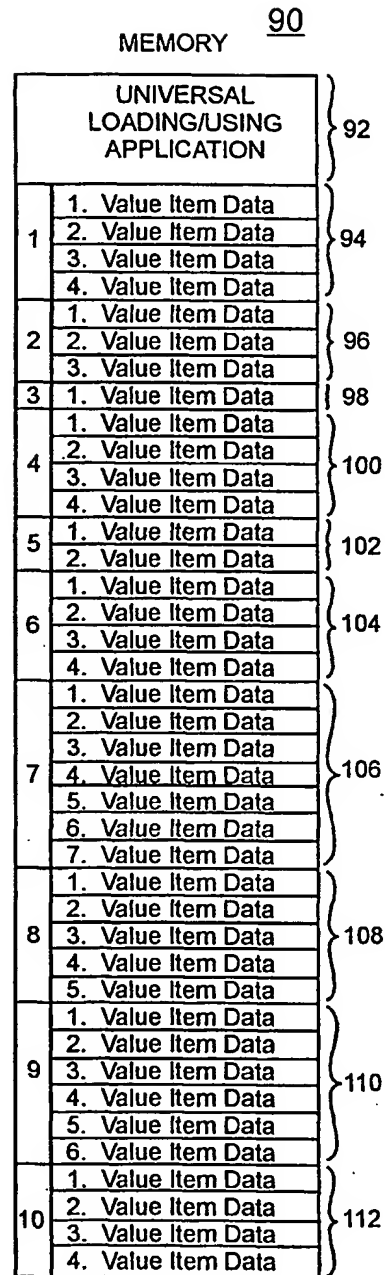 MEMORY 90
UNIVERSAL
LOADING/USING
APPLICATION
92
1. Value Item Data
1 2. Value Item Data 94
3. Value Item Data
4. Value Item Data
1. Value Item Data
2 2. Value Item Data 96
3. Value Item Data
3 1. Value Item Data 98
1. Value Item Data
4 2. Value Item Data 100
3. Value Item Data
4. Value Item Data
5 1. Value Item Data 102
2. Value Item Data
1. Value Item Data
6 2. Value Item Data 104
3. Value Item Data
4. Value Item Data
1. Value Item Data
2. Value Item Data
3. Value Item Data
7 4. Value Item Data 106
5. Value Item Data
6. Value Item Data
7. Value Item Data
1. Value Item Data
2. Value Item Data
8 3. Value Item Data 108
4. Value Item Data
5. Value Item Data
1. Value Item Data
2. Value Item Data
9 3. Value Item Data 110
4. Value Item Data
5. Value Item Data
6. Value Item Data
1. Value Item Data
10 2. Value Item Data 112
3. Value Item Data
4. Value Item Data